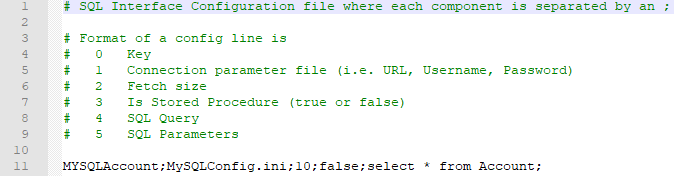 1 # SQL Interface Configuration file where each component is separated by an ;
2
3 # Format of a config line is
4 # 0 Key
5 # 1 Connection parameter file (i.e. URL, Username, Password)
6 # 2 Fetch size
7 # 3 Is Stored Procedure (true or false)
8 # 4 SQL Query
9 # 5 SQL Parameters
10
11 MYSQLAccount;MySQLConfig.ini;10;false;select * from Account;